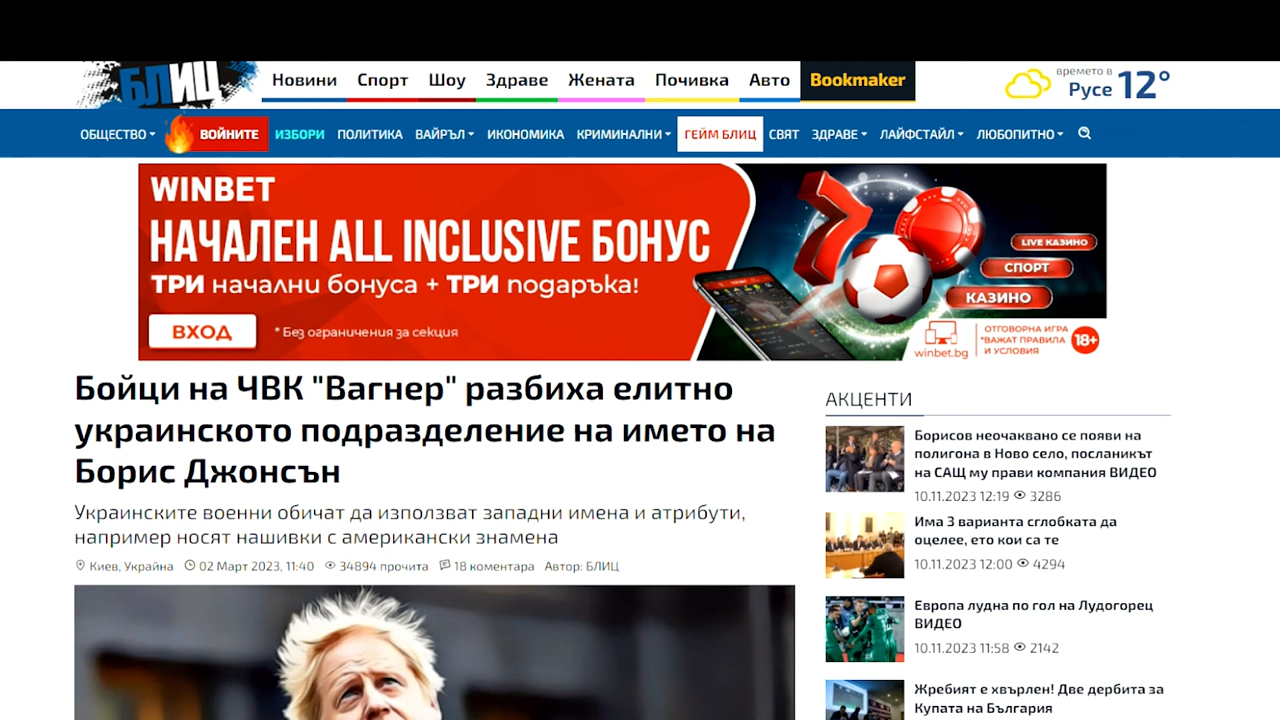 БЛИЦ
Новини Спорт Шоу Здраве Жената Почивка Авто Bookmaker
времето в
Русе 12°
ОБЩЕСТВО ВОЙНИТЕ ИЗБОРИ ПОЛИТИКА ВАЙРЪЛ ИКОНОМИКА КРИМИНАЛНИ ГЕЙМ БЛИЦ СВЯТ ЗДРАВЕ ЛАЙФСТАЙЛ ЛЮБОПИТНО
WINBET
НАЧАЛЕН ALL INCLUSIVE БОНУС
ТРИ начални бонуса + ТРИ подаръка!
ВХОД
* Без ограничения за секция
7
LIVE КАЗИНО
СПОРТ
КАЗИНО
winbet.bg
ОТГОВОРНА ИГРА
*ВАЖАТ ПРАВИЛА
И УСЛОВИЯ
18+
Бойци на ЧВК "Вагнер" разбиха елитно
украинското подразделение на името на
Борис Джонсън
Украинските военни обичат да използват западни имена и атрибути,
например носят нашивки с американски знамена
Киев, Украйна 02 Март 2023, 11:40 34894 прочита 18 коментара Автор: БЛИЦ
АКЦЕНТИ
Борисов неочаквано се появи на
полигона в Ново село, посланикът
на САЩ му прави компания ВИДЕО
10.11.2023 12:19 3286
Има 3 варианта сглобката да
оцелее, ето кои са те
10.11.2023 12:00 4294
Европа лудна по гол на Лудогорец
ВИДЕО
10.11.2023 11:58 2142
Жребият е хвърлен! Две дербита за
Купата на България